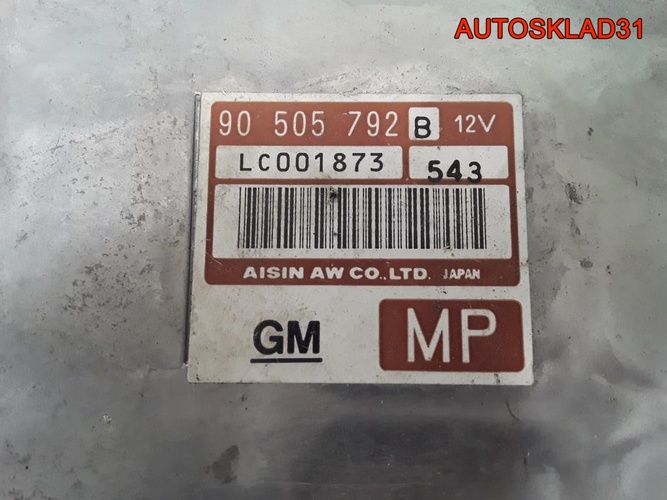 AUTOSKLAD31
90 505 792 B 12V
LC001873 543
AISIN AW CO.,LTD. JAPAN
GM MP